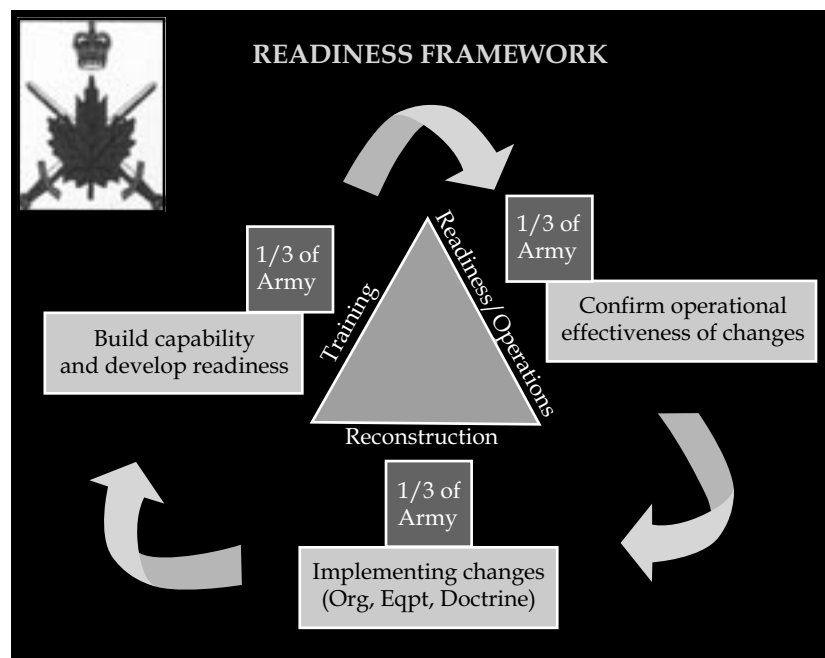 READINESS FRAMEWORK
1/3 of
Army
Build capability
and develop readiness
Training
Readiness/Operations
1/3 of
Army
Confirm operational
effectiveness of changes
Reconstruction
1/3 of
Army
Implementing changes
(Org, Eqpt, Doctrine)